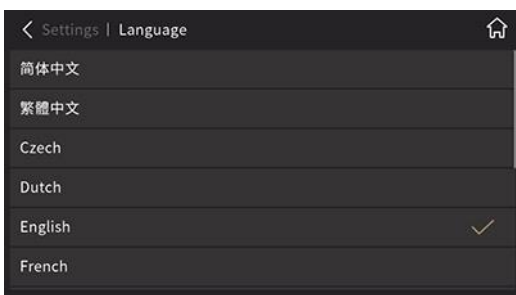 Settings | Language
简体中文
繁體中文
Czech
Dutch
English
French